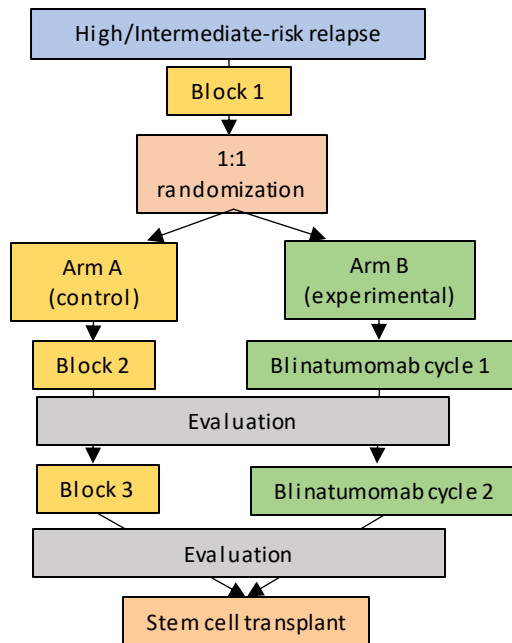 High/Intermediate-risk relapse
Block 1
1:1
randomization
Arm A
(control)
Arm B
(experimental)
Block 2
Blinatumomab cycle 1
Evaluation
Block 3
Blinatumomab cycle 2
Evaluation
Stem cell transplant